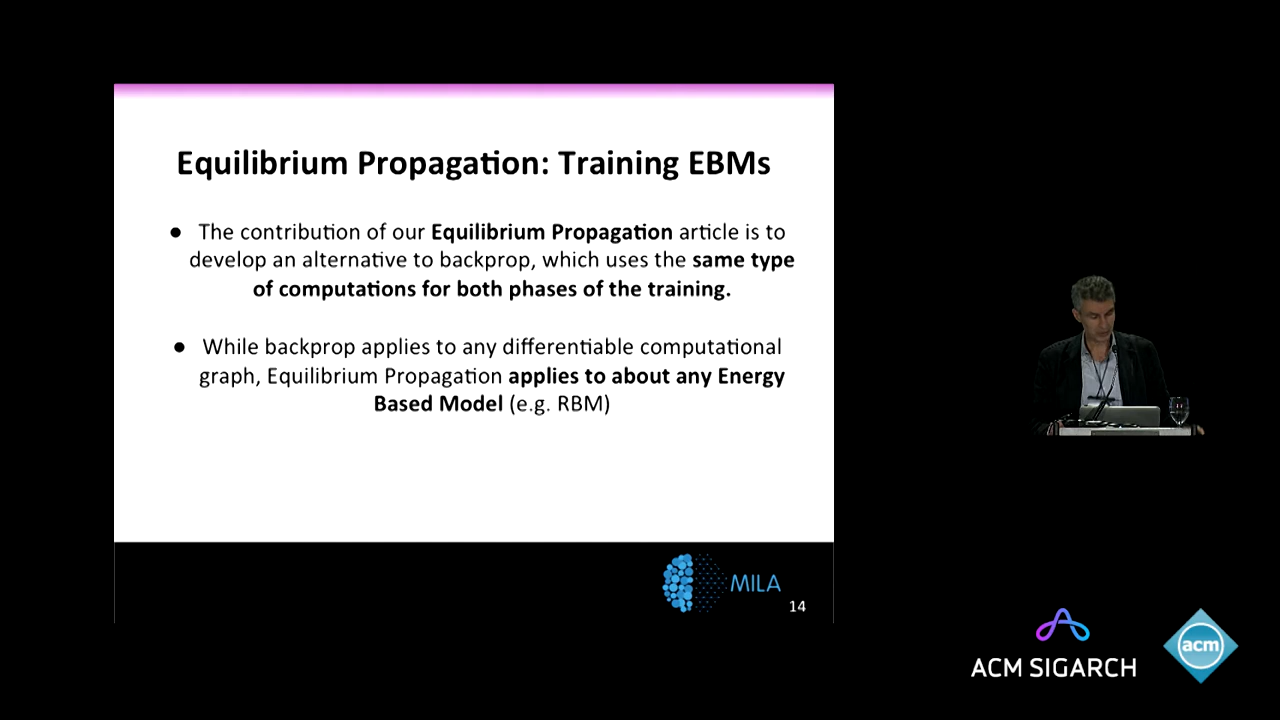 Equilibrium Propagation: Training EBMs
● The contribution of our Equilibrium Propagation article is to
develop an alternative to backprop, which uses the same type
of computations for both phases of the training.
● While backprop applies to any differentiable computational
graph, Equilibrium Propagation applies to about any Energy
Based Model (e.g. RBM)
MILA
14
ACM SIGARCH
acm